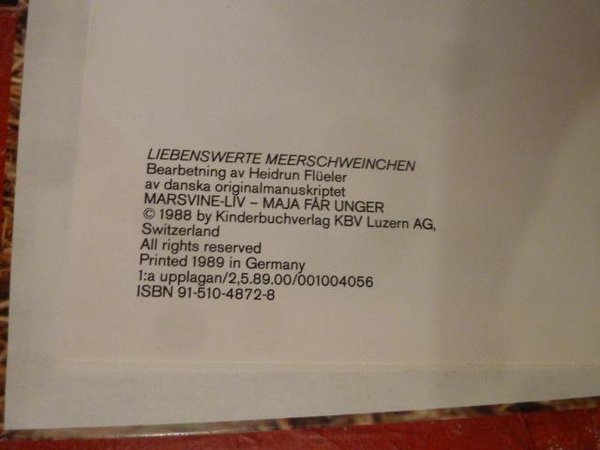 LIEBENSWERTE MEERSCHWEINCHEN
Bearbetning av Heidrun Flüeler
av danska originalmanuskriptet
MARSVINE-LIV – MAJA FÅR UNGER
© 1988 by Kinderbuchverlag KBV Luzern AG,
Switzerland
All rights reserved
Printed 1989 in Germany
1:a upplagan/2,5.89.00/001004056
ISBN 91-510-4872-8